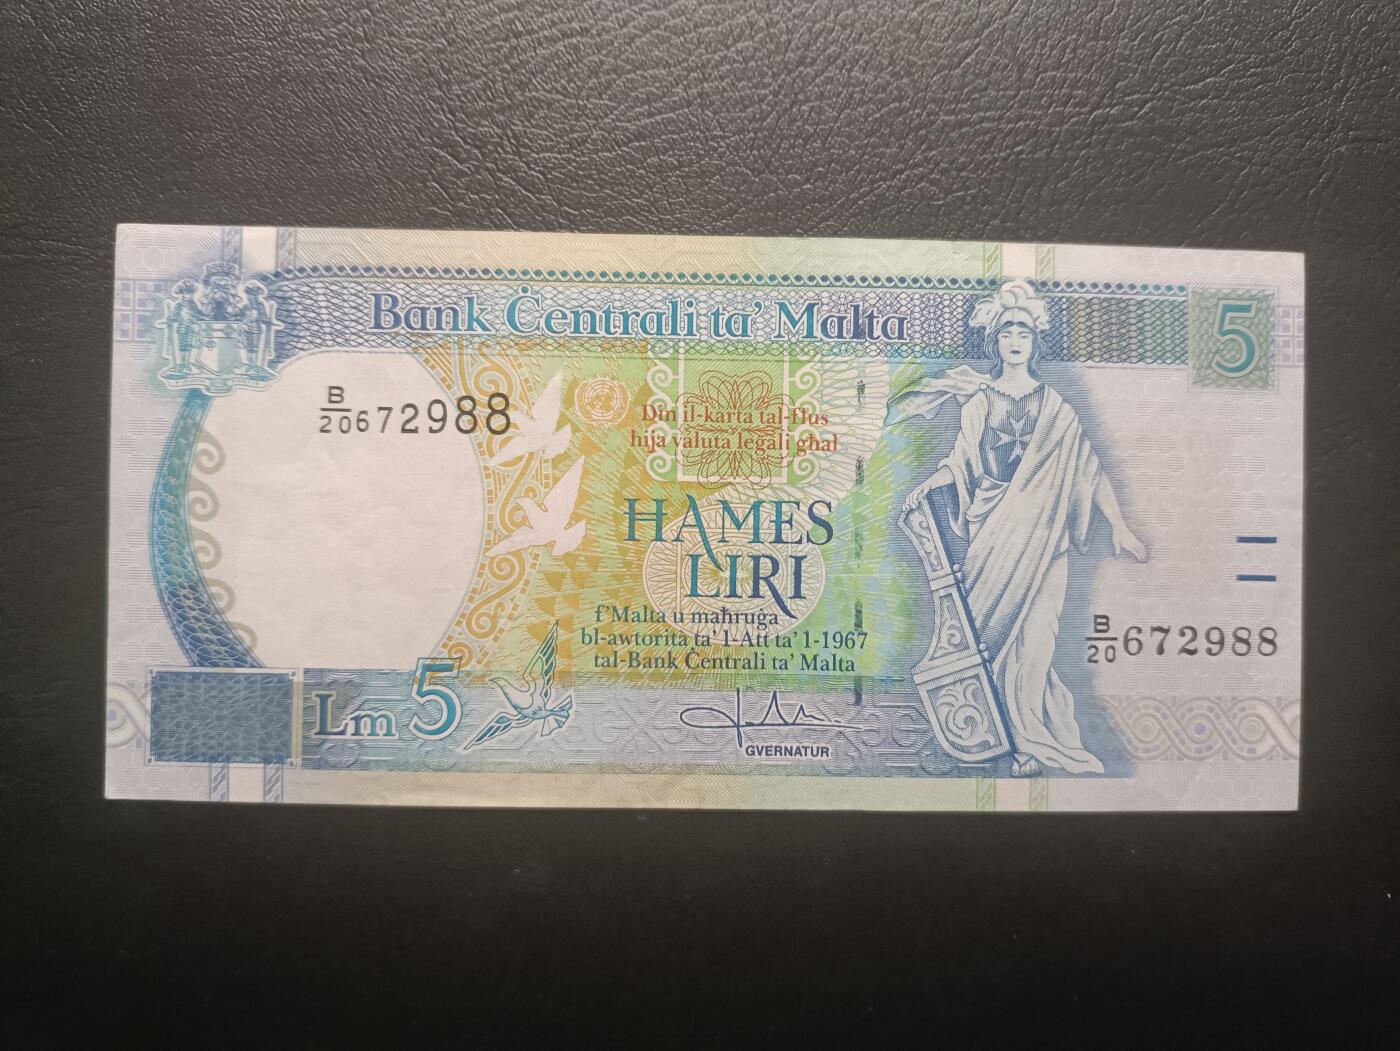 Bank Ċentrali ta' Malta
5
B/20 672988
Din il-karta tal-flus
hija valuta legali għal
ĦAMES
LIRI
f'Malta u maħruġa
bl-awtorita ta' l-Att ta' l-1967
tal-Bank Ċentrali ta' Malta
B/20 672988
Lm 5
GVERNATUR